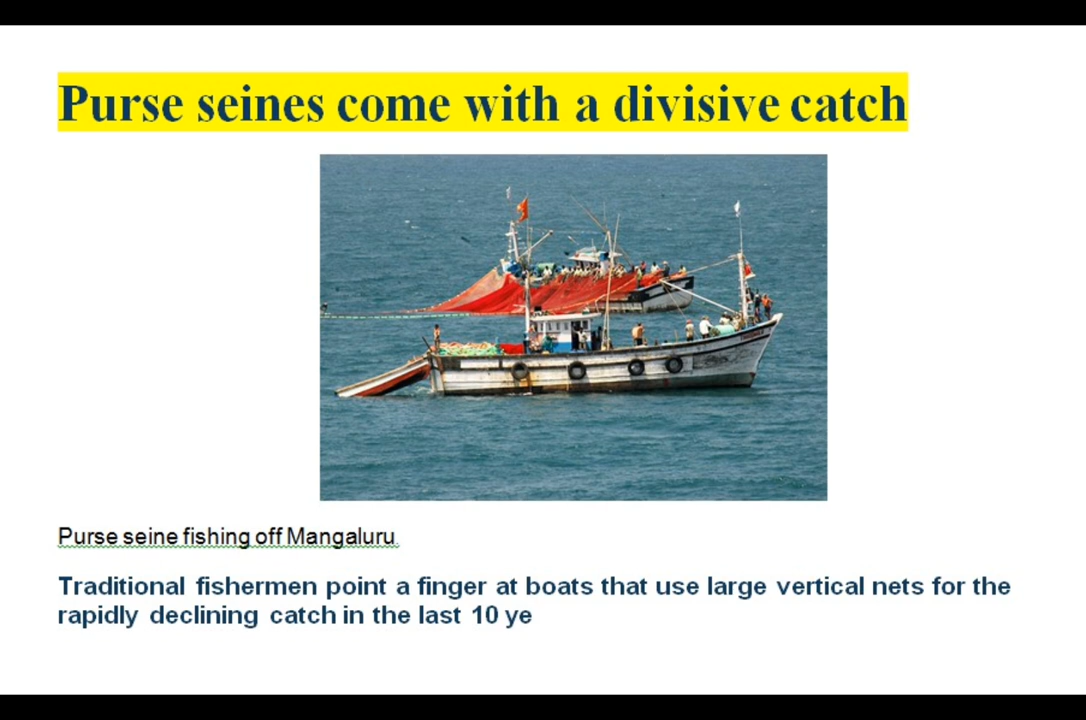 Purse seines come with a divisive catch
Purse seine fishing off Mangaluru.
Traditional fishermen point a finger at boats that use large vertical nets for the
rapidly declining catch in the last 10 ye